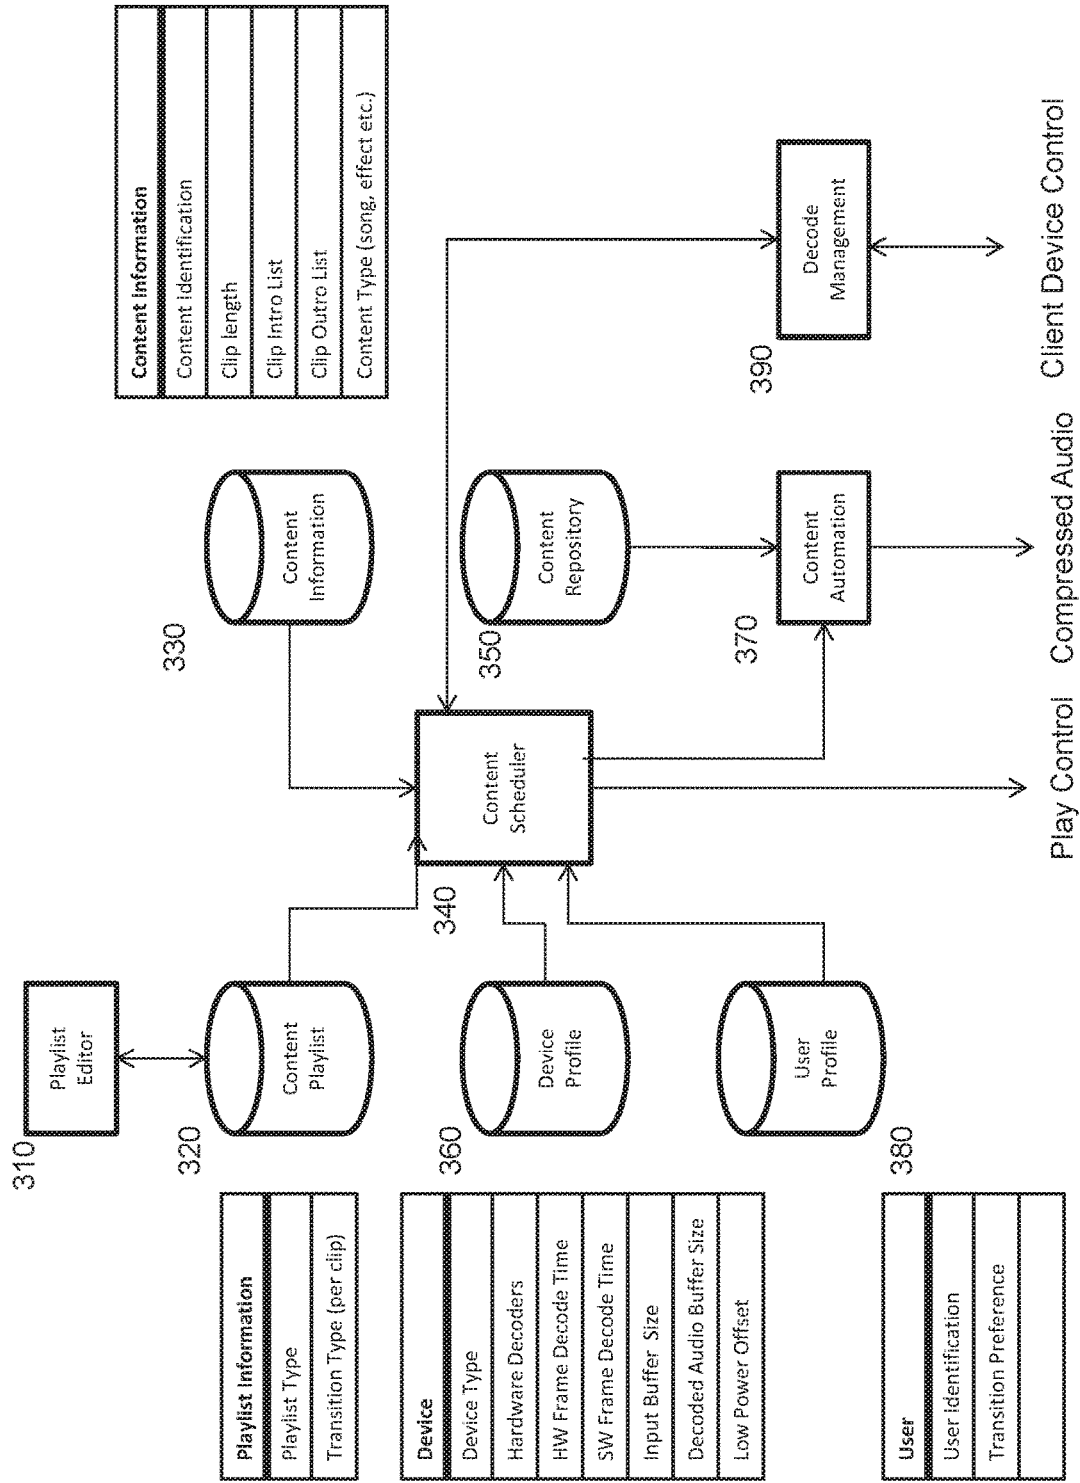 Playlist Information
Playlist Type
Transition Type (per clip)
Device
Device Type
Hardware Decoders
HW Frame Decode Time
SW Frame Decode Time
Input Buffer Size
Decoded Audio Buffer Size
Low Power Offset
User
User identification
Transition Preference
310
Playlist
Editor
320
Content
Playlist
360
Device
Profile
380
User
Profile
340
Content
Scheduler
330
Content
Information
350
Content
Repository
370
Content
Automation
390
Decode
Management
Content Information
Content Identification
Clip length
Clip Intro List
Clip Outro List
Content Type (song, effect etc.)
Play Control
Compressed Audio
Client Device Control